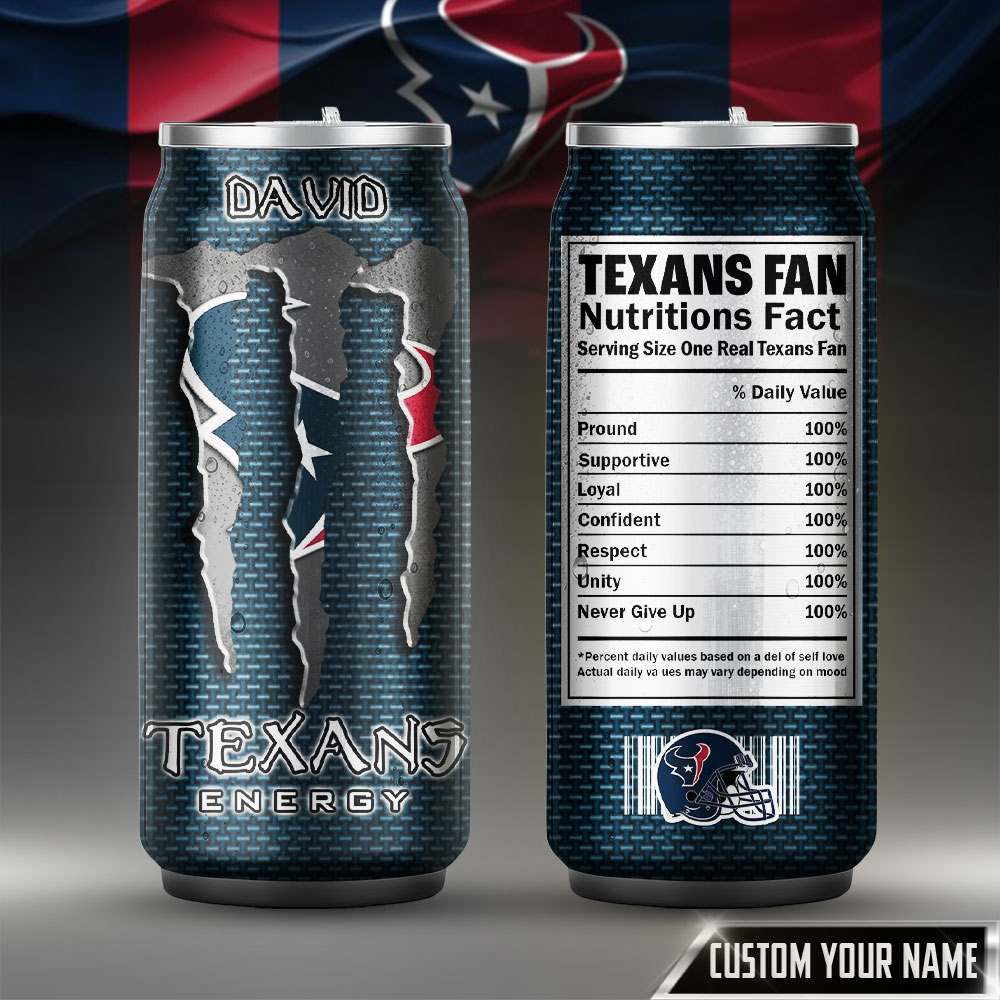 DAVID
TEXANS
ENERGY
TEXANS FAN
Nutritions Fact
Serving Size One Real Texans Fan
% Daily Value
Pround 100%
Supportive 100%
Loyal 100%
Confident 100%
Respect 100%
Unity 100%
Never Give Up 100%
*Percent daily values based on a del of self love
Actual daily va ues may vary depending on mood
CUSTOM YOUR NAME